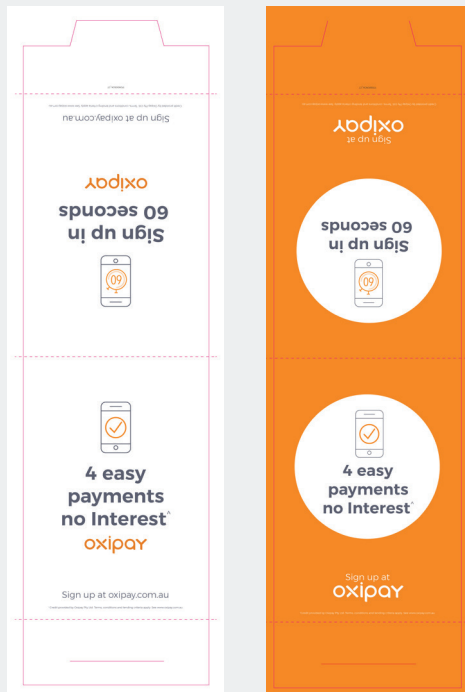 Sign up at oxipay.com.au
oxipay
Sign up in
60 seconds
60
4 easy
payments
no Interest^
oxipay
Sign up at oxipay.com.au
Sign up at
oxipay
Sign up in
60 seconds
60
4 easy
payments
no Interest^
Sign up at
oxipay